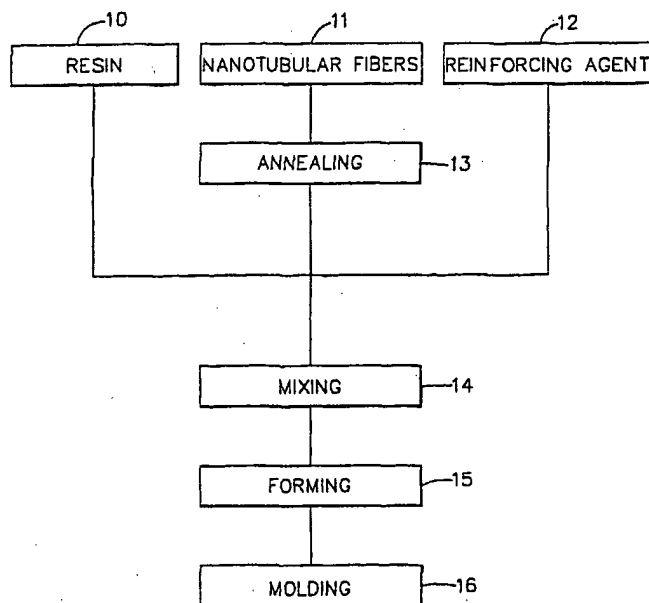 10
11
12
RESIN
NANOTUBULAR FIBERS
REINFORCING AGENT
ANNEALING
13
MIXING
14
FORMING
15
MOLDING
16